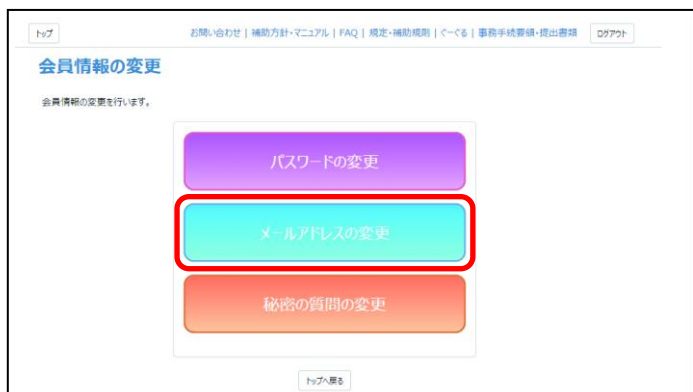 トップ
お問い合わせ | 補助方針・マニュアル | FAQ | 規定・補助規則 | ぐーぐる | 事務手続要領・提出書類
ログアウト
会員情報の変更
会員情報の変更を行います。
パスワードの変更
メールアドレスの変更
秘密の質問の変更
トップへ戻る